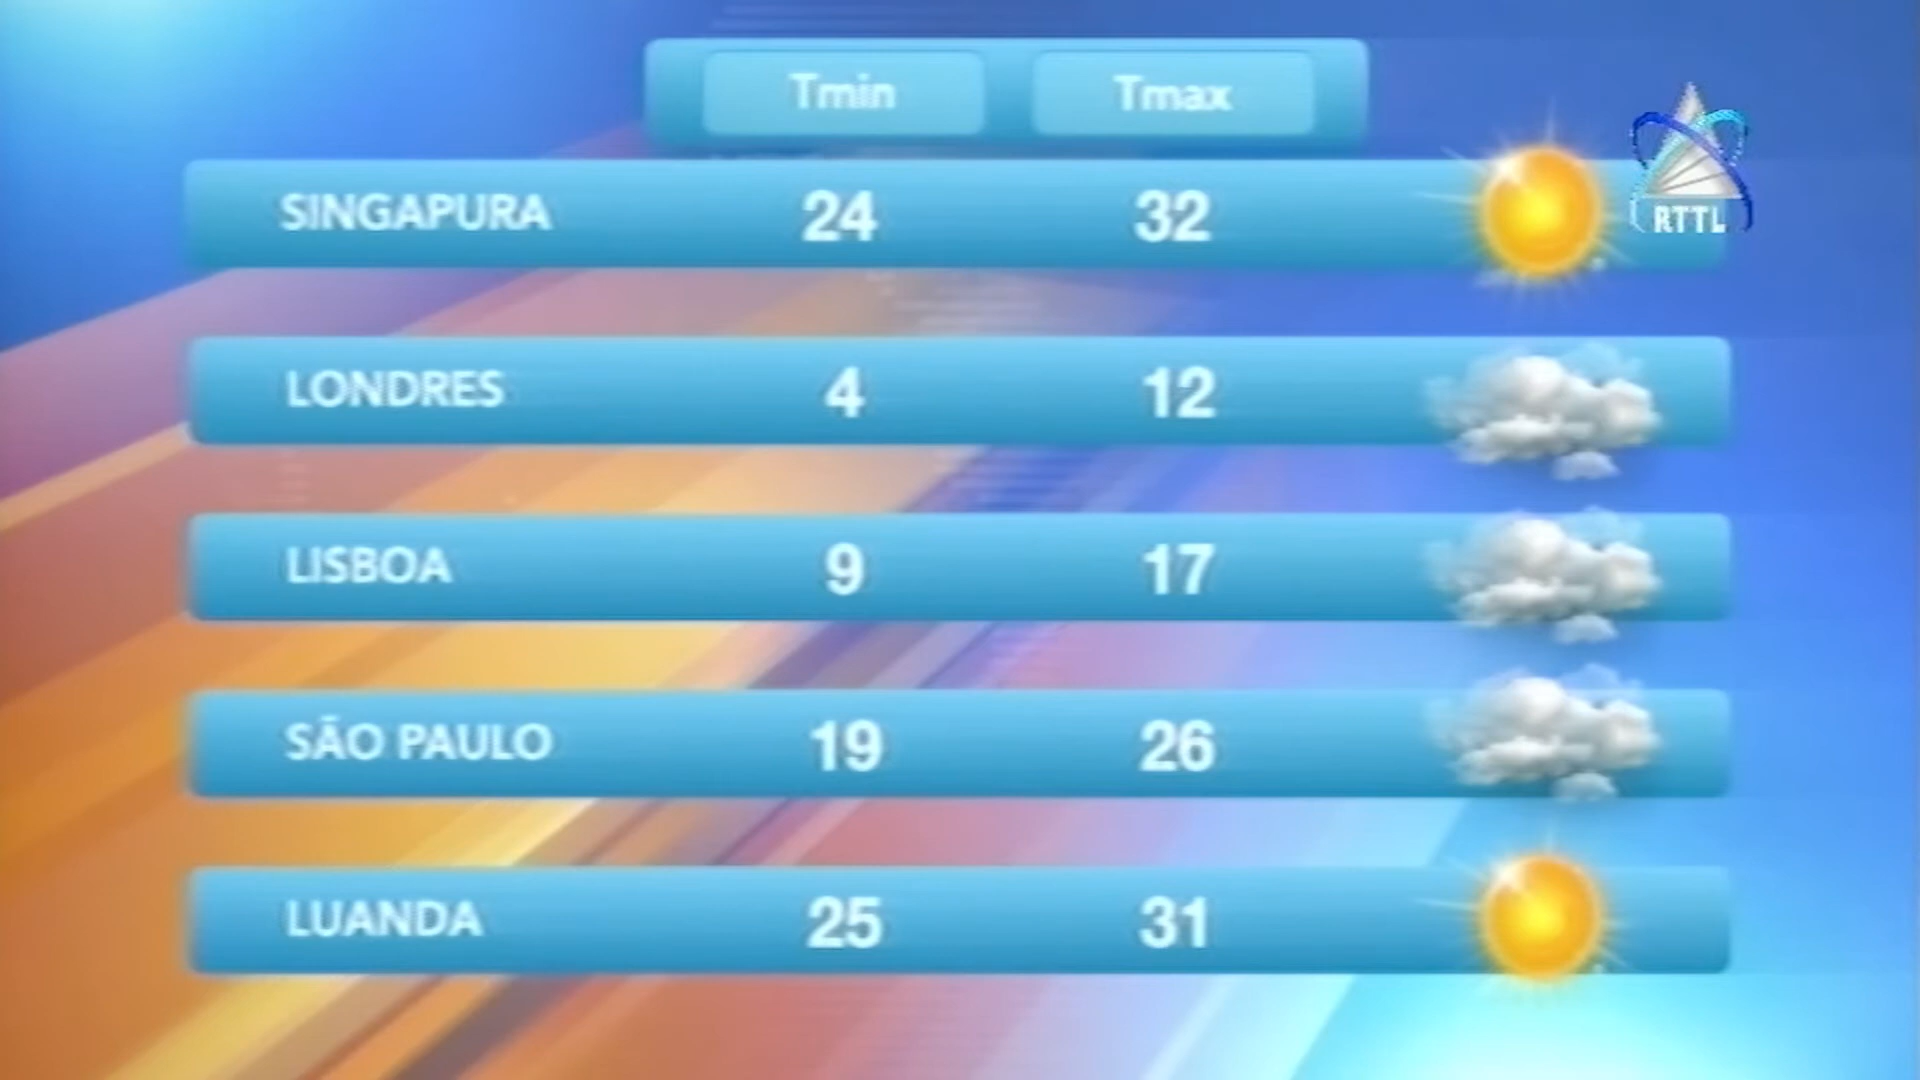 Tmin Tmax
RTTL
SINGAPURA 24 32
LONDRES 4 12
LISBOA 9 17
SÃO PAULO 19 26
LUANDA 25 31